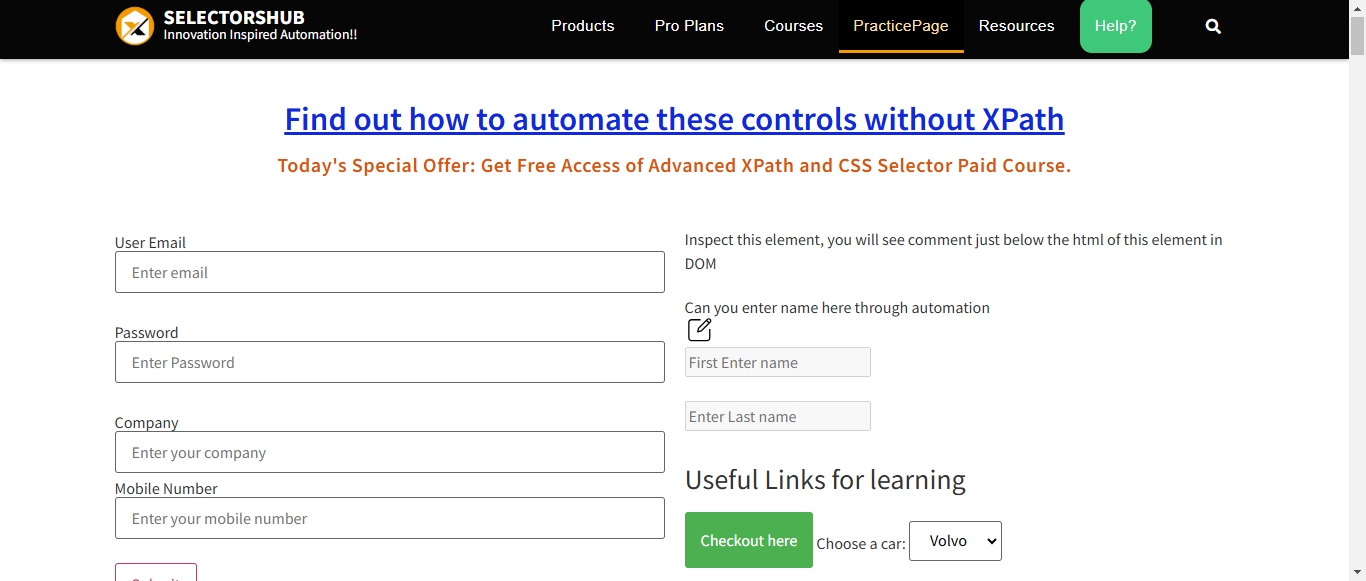 SELECTORSHUB
Innovation Inspired Automation!!
Products
Pro Plans
Courses
PracticePage
Resources
Help?
Find out how to automate these controls without XPath
Today's Special Offer: Get Free Access of Advanced XPath and CSS Selector Paid Course.
User Email
Enter email
Password
Enter Password
Company
Enter your company
Mobile Number
Enter your mobile number
Inspect this element, you will see comment just below the html of this element in
DOM
Can you enter name here through automation
First Enter name
Enter Last name
Useful Links for learning
Checkout here
Choose a car:
Volvo